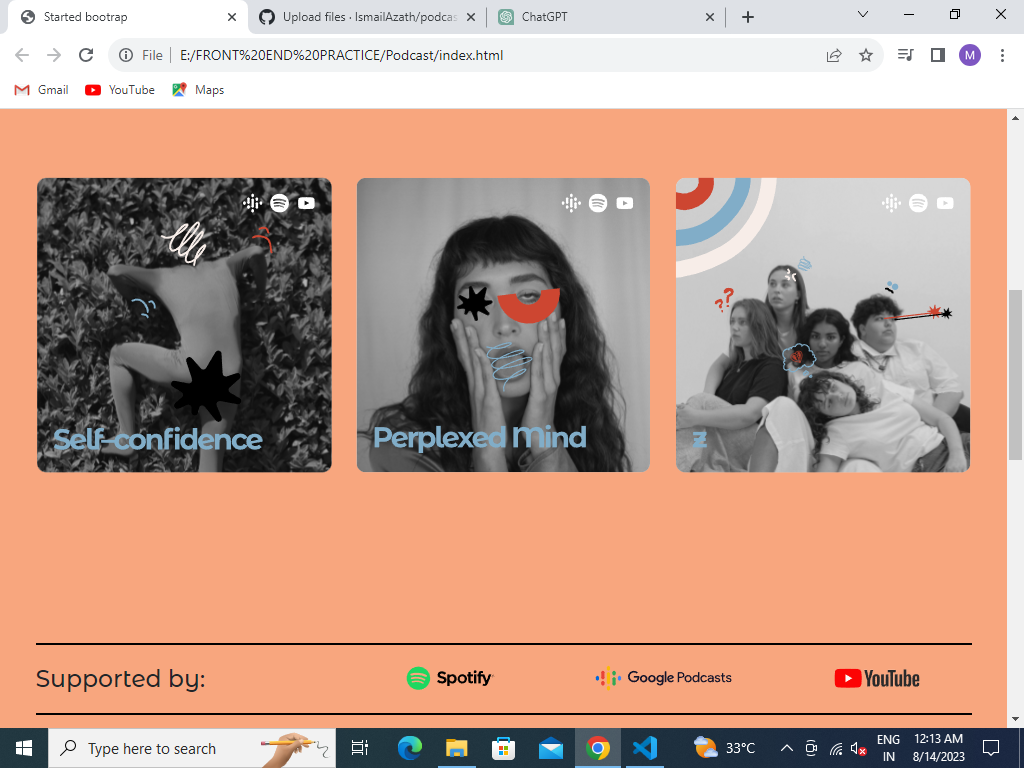 Started bootrap
Upload files · IsmailAzath/podcas
ChatGPT
File
E:/FRONT%20END%20PRACTICE/Podcast/index.html
M
Gmail
YouTube
Maps
Self-confidence
Perplexed Mind
Z
Supported by:
Spotify
Google Podcasts
YouTube
Type here to search
33°C
ENG
IN
12:13 AM
8/14/2023